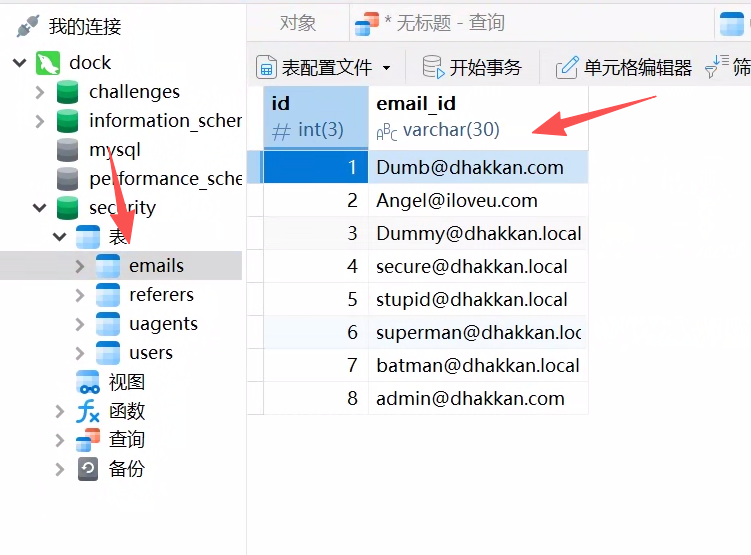 我的连接
dock
challenges
information_scher
mysql
performance_sche
security
表
emails
referers
uagents
users
视图
函数
查询
备份
对象
* 无标题 - 查询
表配置文件
开始事务
单元格编辑器
筛
id email_id
# int(3) ABC varchar(30)
1 Dumb@dhakkan.com
2 Angel@iloveu.com
3 Dummy@dhakkan.local
4 secure@dhakkan.local
5 stupid@dhakkan.local
6 superman@dhakkan.loc
7 batman@dhakkan.local
8 admin@dhakkan.com